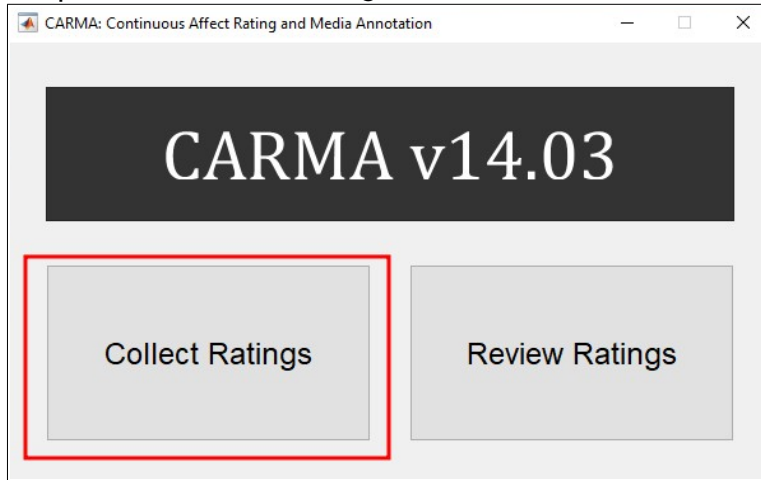 CARMA: Continuous Affect Rating and Media Annotation
CARMA v14.03
Collect Ratings
Review Ratings